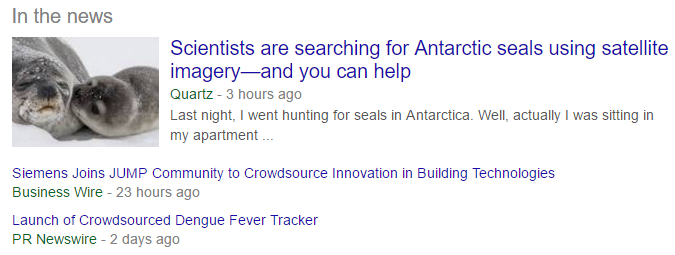 In the news
Scientists are searching for Antarctic seals using satellite
imagery—and you can help
Quartz - 3 hours ago
Last night, I went hunting for seals in Antarctica. Well, actually I was sitting in
my apartment ...
Siemens Joins JUMP Community to Crowdsource Innovation in Building Technologies
Business Wire - 23 hours ago
Launch of Crowdsourced Dengue Fever Tracker
PR Newswire - 2 days ago